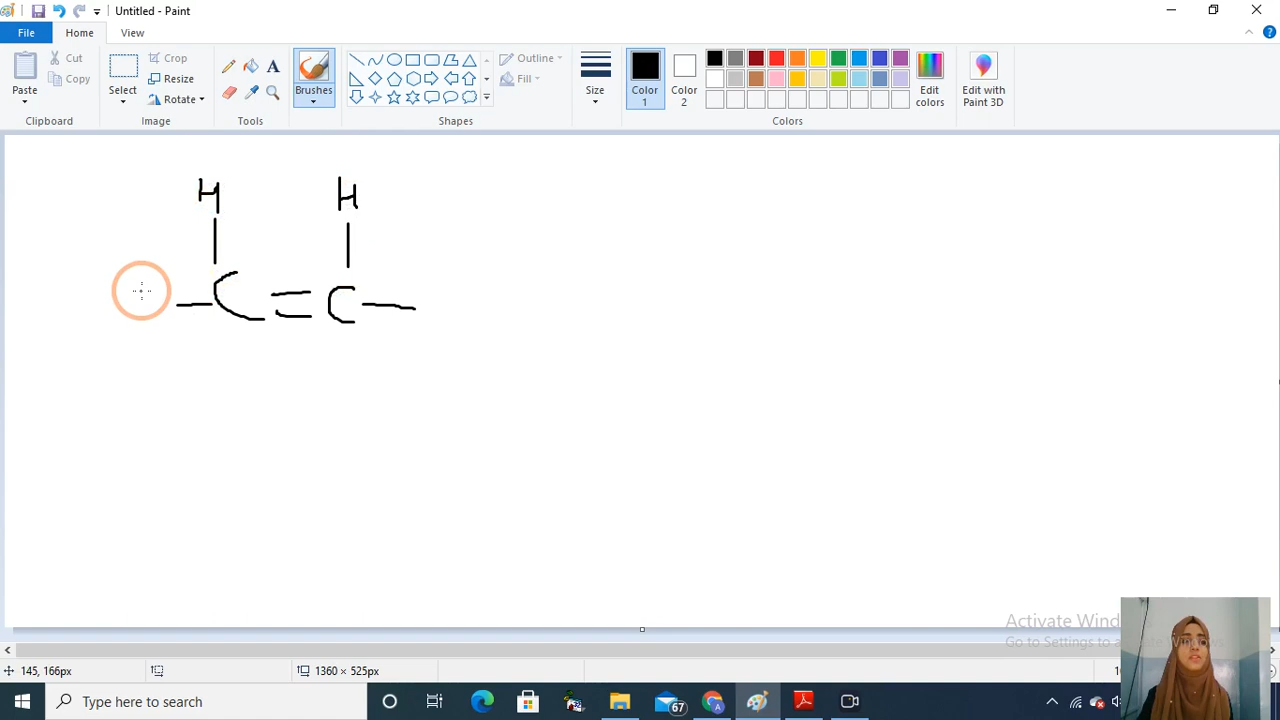 Untitled - Paint
File Home View
Paste
Cut
Copy
Clipboard
Select
Crop
Resize
Rotate
Image
A
Tools
Brushes
Outline
Fill
Shapes
Size
Color 1
Color 2
Edit colors
Colors
Edit with Paint 3D
H H
C = C
Activate Wind
Go to Settings to activate Windows.
145, 166px
1360 × 525px
Type here to search
67